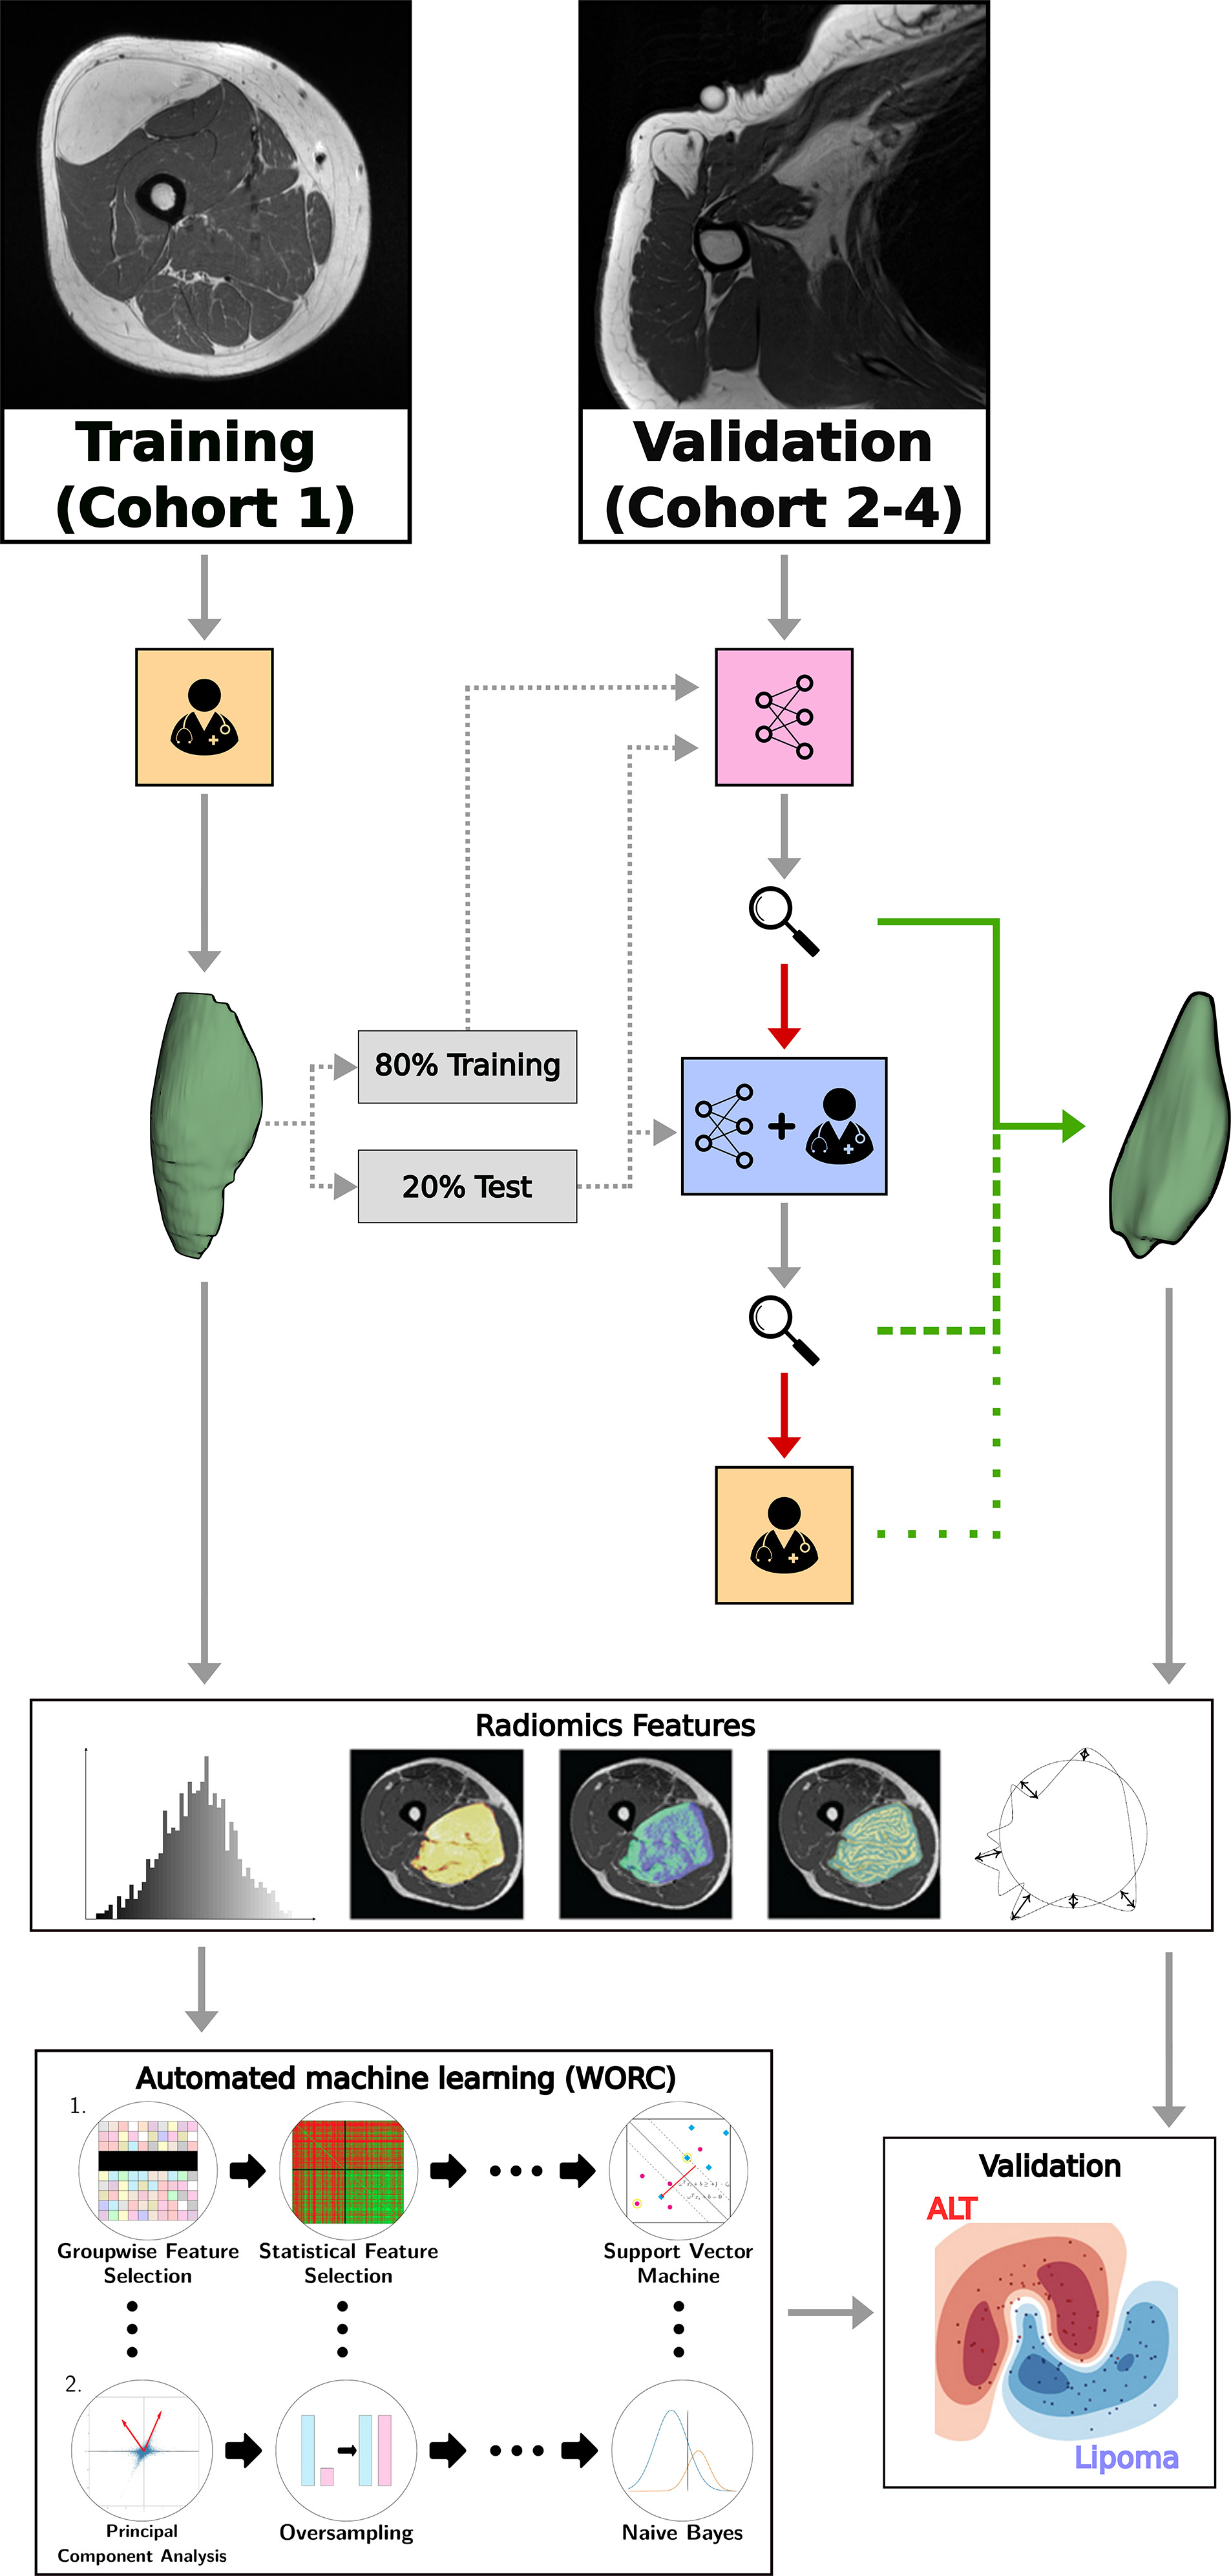 Training
(Cohort 1)
Validation
(Cohort 2-4)
80% Training
20% Test
Radiomics Features
Automated machine learning (WORC)
1.
Groupwise Feature
Selection
Statistical Feature
Selection
Support Vector
Machine
2.
Principal
Component Analysis
Oversampling
Naive Bayes
Validation
ALT
Lipoma